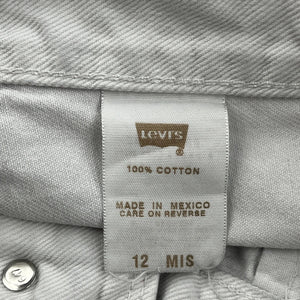 Levi's
100% COTTON
MADE IN MEXICO
CARE ON REVERSE
12 MIS